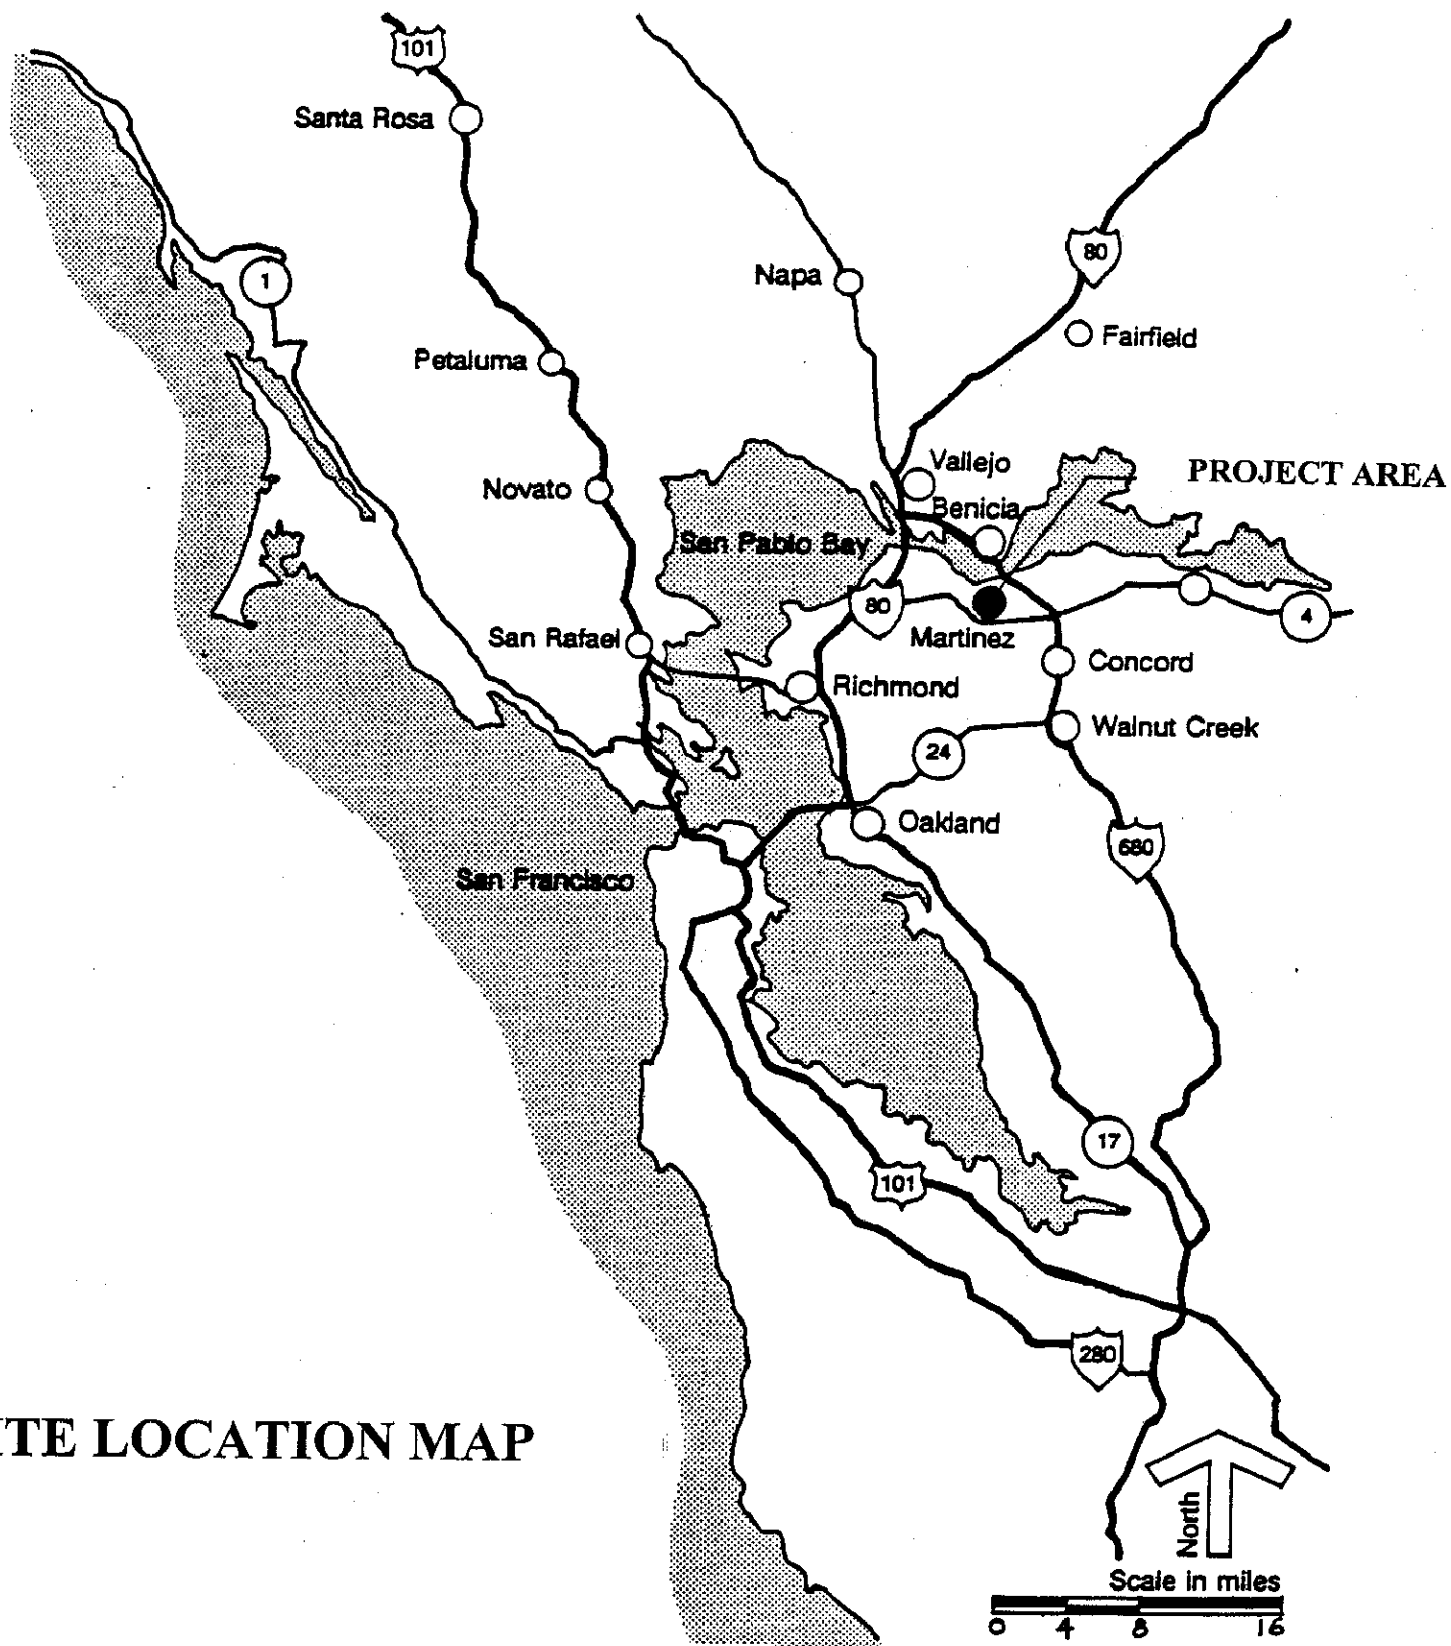 101
Santa Rosa
80
1
Napa
Fairfield
Petaluma
Vallejo
PROJECT AREA
Novato
Benicia
San Pablo Bay
80
4
San Rafael
Martinez
Concord
Richmond
Walnut Creek
24
Oakland
680
San Francisco
17
101
280
ITE LOCATION MAP
North
Scale in miles
0 4 8 16